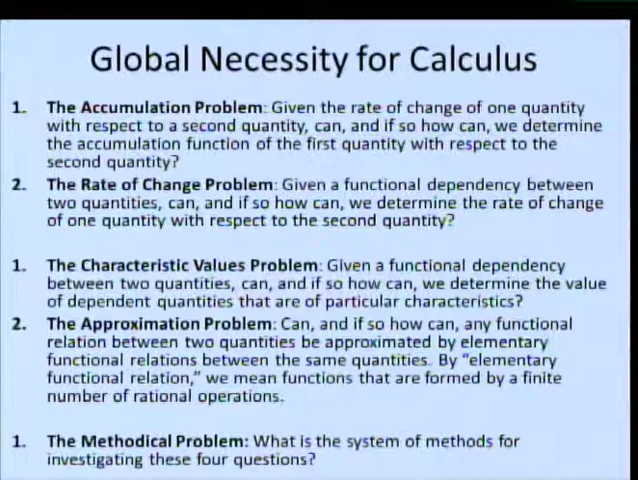 Global Necessity for Calculus
1. The Accumulation Problem: Given the rate of change of one quantity
with respect to a second quantity, can, and if so how can, we determine
the accumulation function of the first quantity with respect to the
second quantity?
2. The Rate of Change Problem: Given a functional dependency between
two quantities, can, and if so how can, we determine the rate of change
of one quantity with respect to the second quantity?
1. The Characteristic Values Problem: Given a functional dependency
between two quantities, can, and if so how can, we determine the value
of dependent quantities that are of particular characteristics?
2. The Approximation Problem: Can, and if so how can, any functional
relation between two quantities be approximated by elementary
functional relations between the same quantities. By “elementary
functional relation,” we mean functions that are formed by a finite
number of rational operations.
1. The Methodical Problem: What is the system of methods for
investigating these four questions?